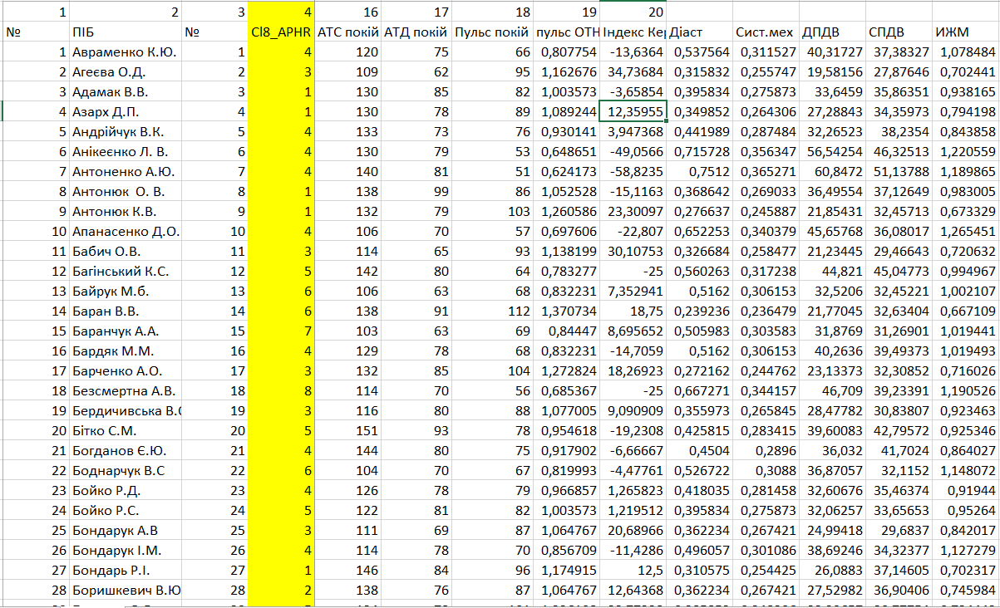 1 2 3 4 16 17 18 19 20
№ ПІБ № Cl8_APHR АТС покій АТД покій Пульс покій пульс ОТН Індекс Кер Діаст Сист.мех ДПДВ СПДВ ИЖМ
1 Авраменко К.Ю. 1 4 120 75 66 0,807754 -13,6364 0,537564 0,311527 40,31727 37,38327 1,078484
2 Агеєва О.Д. 2 3 109 62 95 1,162676 34,73684 0,315832 0,255747 19,58156 27,87646 0,702441
3 Адамак В.В. 3 1 130 85 82 1,003573 -3,65854 0,395834 0,275873 33,6459 35,86351 0,938165
4 Азарх Д.П. 4 1 130 78 89 1,089244 12,35955 0,349852 0,264306 27,28843 34,35973 0,794198
5 Андрійчук В.К. 5 4 133 73 76 0,930141 3,947368 0,441989 0,287484 32,26523 38,2354 0,843858
6 Анікеєнко Л. В. 6 4 130 79 53 0,648651 -49,0566 0,715728 0,356347 56,54254 46,32513 1,220559
7 Антоненко А.Ю. 7 4 140 81 51 0,624173 -58,8235 0,7512 0,365271 60,8472 51,13788 1,189865
8 Антонюк О. В. 8 1 138 99 86 1,052528 -15,1163 0,368642 0,269033 36,49554 37,12649 0,983005
9 Антонюк К.В. 9 1 132 79 103 1,260586 23,30097 0,276637 0,245887 21,85431 32,45713 0,673329
10 Апанасенко Д.О. 10 4 106 70 57 0,697606 -22,807 0,652253 0,340379 45,65768 36,08017 1,265451
11 Бабич О.В. 11 3 114 65 93 1,138199 30,10753 0,326684 0,258477 21,23445 29,46643 0,720632
12 Багінський К.С. 12 5 142 80 64 0,783277 -25 0,560263 0,317238 44,821 45,04773 0,994967
13 Байрук М.б. 13 6 106 63 68 0,832231 7,352941 0,5162 0,306153 32,5206 32,45221 1,002107
14 Баран В.В. 14 6 138 91 112 1,370734 18,75 0,239236 0,236479 21,77045 32,63404 0,667109
15 Баранчук А.А. 15 7 103 63 69 0,84447 8,695652 0,505983 0,303583 31,8769 31,26901 1,019441
16 Бардяк М.М. 16 4 129 78 68 0,832231 -14,7059 0,5162 0,306153 40,2636 39,49373 1,019493
17 Барченко А.О. 17 3 132 85 104 1,272824 18,26923 0,272162 0,244762 23,13373 32,30852 0,716026
18 Безсмертна А.В. 18 8 114 70 56 0,685367 -25 0,667271 0,344157 46,709 39,23391 1,190526
19 Бердичивська В.О 19 3 116 80 88 1,077005 9,090909 0,355973 0,265845 28,47782 30,83807 0,923463
20 Бітко С.М. 20 5 151 93 78 0,954618 -19,2308 0,425815 0,283415 39,60083 42,79572 0,925346
21 Богданов Є.Ю. 21 4 144 80 75 0,917902 -6,66667 0,4504 0,2896 36,032 41,7024 0,864027
22 Боднарчук В.С 22 6 104 70 67 0,819993 -4,47761 0,526722 0,3088 36,87057 32,1152 1,148072
23 Бойко Р.Д. 23 4 126 78 79 0,966857 1,265823 0,418035 0,281458 32,60676 35,46374 0,91944
24 Бойко Р.С. 24 5 122 81 82 1,003573 1,219512 0,395834 0,275873 32,06257 33,65653 0,95264
25 Бондарук А.В 25 3 111 69 87 1,064767 20,68966 0,362234 0,267421 24,99418 29,6837 0,842017
26 Бондарук І.М. 26 4 114 78 70 0,856709 -11,4286 0,496057 0,301086 38,69246 34,32377 1,127279
27 Бондарь Р.І. 27 1 146 84 96 1,174915 12,5 0,310575 0,254425 26,0883 37,14605 0,702317
28 Боришкевич В.Ю 28 2 138 76 87 1,064767 12,64368 0,362234 0,267421 27,52982 36,90406 0,745984